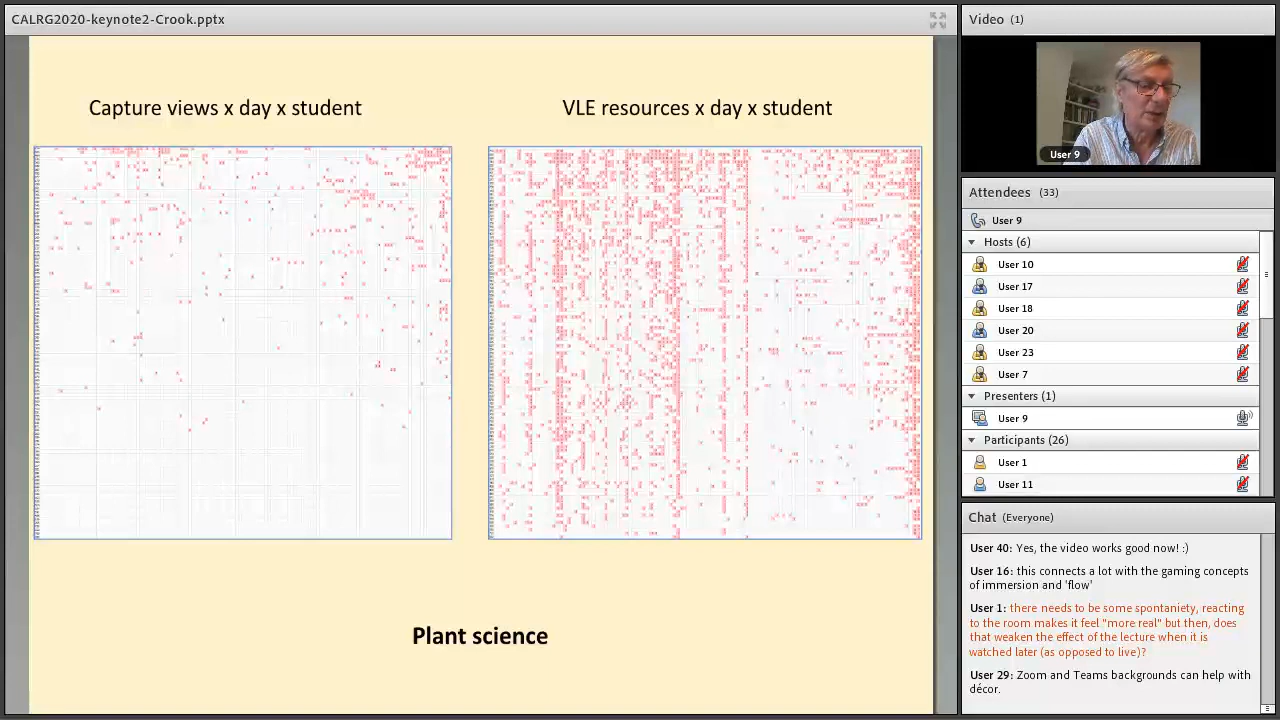 CALRG2020-keynote2-Crook.pptx
Capture views x day x student
VLE resources x day x student
Plant science
Video (1)
User 9
Attendees (33)
User 9
Hosts (6)
User 10
User 17
User 18
User 20
User 23
User 7
Presenters (1)
User 9
Participants (26)
User 1
User 11
Chat (Everyone)
User 40: Yes, the video works good now! :)
User 16: this connects a lot with the gaming concepts
of immersion and 'flow'
User 1: there needs to be some spontaniety, reacting
to the room makes it feel "more real" but then, does
that weaken the effect of the lecture when it is
watched later (as opposed to live)?
User 29: Zoom and Teams backgrounds can help with
décor.